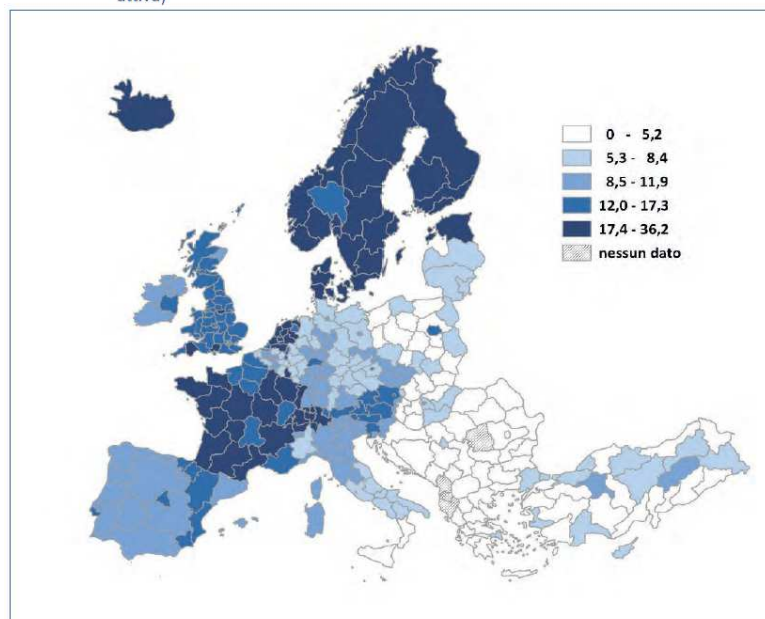 0 - 5,2
5,3 - 8,4
8,5 - 11,9
12,0 - 17,3
17,4 - 36,2
nessun dato